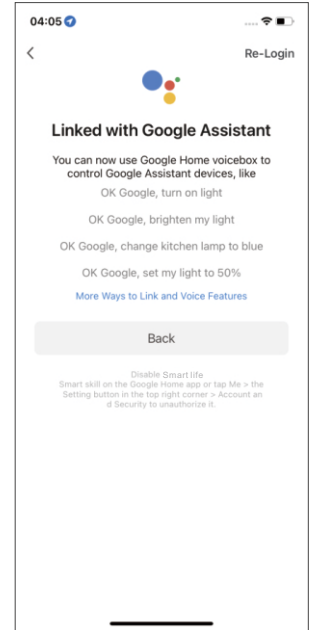 04:05
Re-Login
Linked with Google Assistant
You can now use Google Home voicebox to
control Google Assistant devices, like
OK Google, turn on light
OK Google, brighten my light
OK Google, change kitchen lamp to blue
OK Google, set my light to 50%
More Ways to Link and Voice Features
Back
Disable Smart life
Smart skill on the Google Home app or tap Me > the
Setting button in the top right corner > Account an
d Security to unauthorize it.